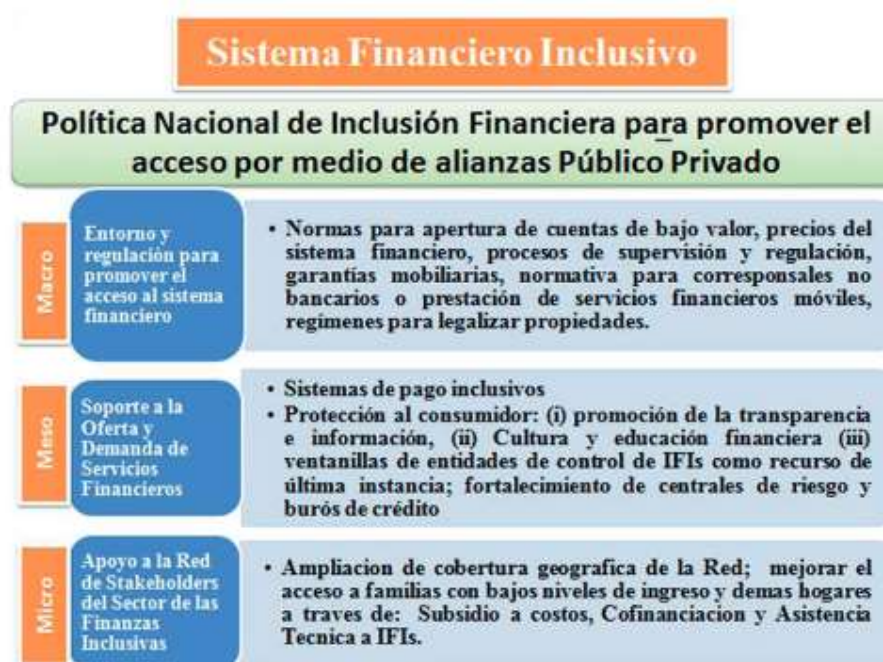 Sistema Financiero Inclusivo
Política Nacional de Inclusión Financiera para promover el
acceso por medio de alianzas Público Privado
Macro
Entorno y
regulación para
promover el
acceso al sistema
financiero
• Normas para apertura de cuentas de bajo valor, precios del
sistema financiero, procesos de supervisión y regulación,
garantías mobiliarias, normativa para corresponsales no
bancarios o prestación de servicios financieros móviles,
regímenes para legalizar propiedades.
Meso
Soporte a la
Oferta y
Demanda de
Servicios
Financieros
• Sistemas de pago inclusivos
• Protección al consumidor: (i) promoción de la transparencia
e información, (ii) Cultura y educación financiera (iii)
ventanillas de entidades de control de IFIs como recurso de
última instancia; fortalecimiento de centrales de riesgo y
burós de crédito
Micro
Apoyo a la Red
de Stakeholders
del Sector de las
Finanzas
Inclusivas
• Ampliacion de cobertura geografica de la Red; mejorar el
acceso a familias con bajos niveles de ingreso y demas hogares
a traves de: Subsidio a costos, Cofinanciacion y Asistencia
Tecnica a IFIs.